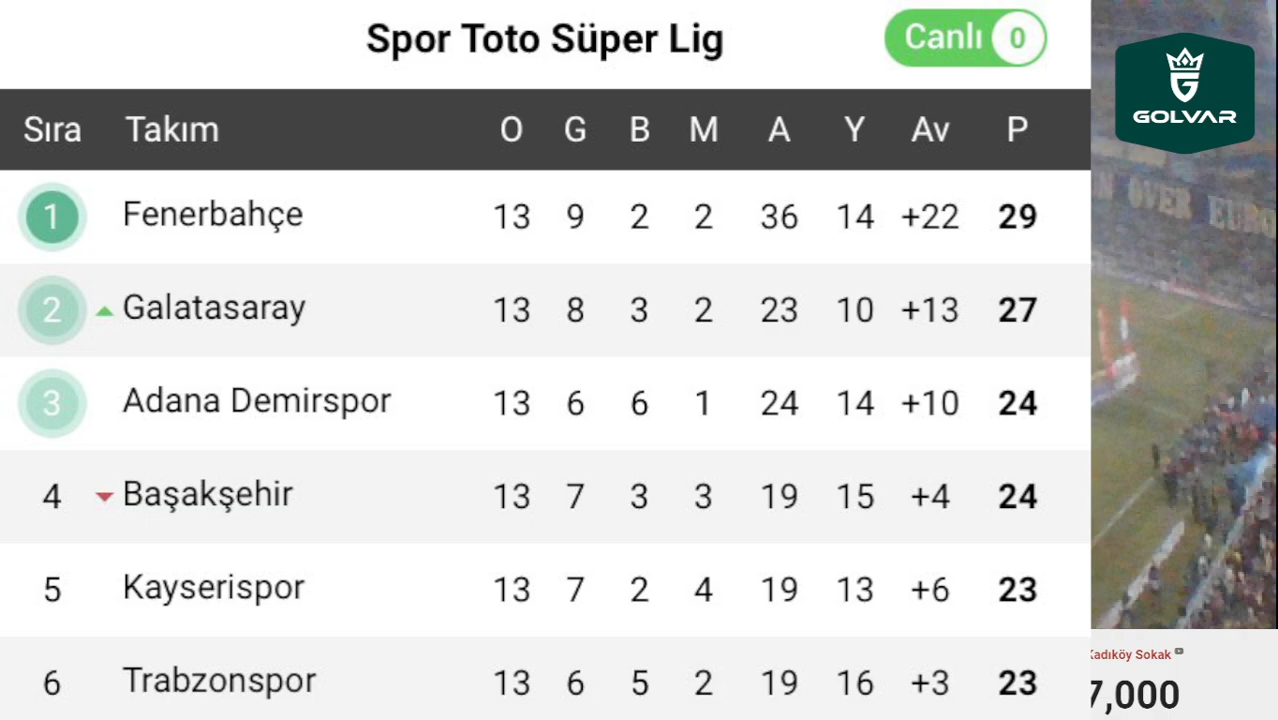 Spor Toto Süper Lig
Canlı 0
GOLVAR
Sıra Takım O G B M A Y Av P
1 Fenerbahçe 13 9 2 2 36 14 +22 29
2 Galatasaray 13 8 3 2 23 10 +13 27
3 Adana Demirspor 13 6 6 1 24 14 +10 24
4 Başakşehir 13 7 3 3 19 15 +4 24
5 Kayserispor 13 7 2 4 19 13 +6 23
6 Trabzonspor 13 6 5 2 19 16 +3 23
OVER EURO
Kadıköy Sokak
7,000